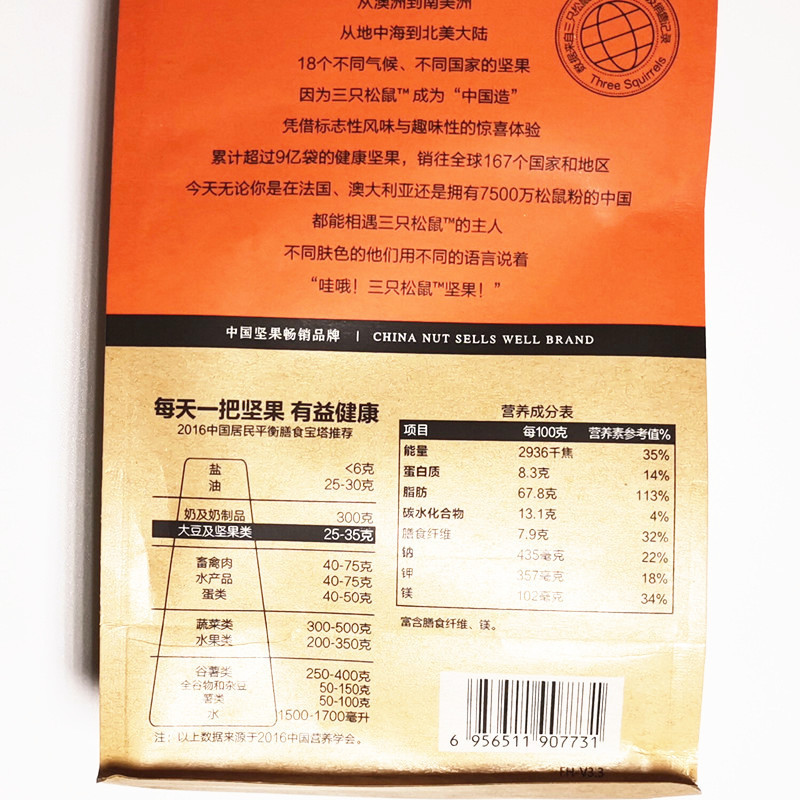 从澳洲到南美洲
从地中海到北美大陆
18个不同气候、不同国家的坚果
因为三只松鼠™成为“中国造”
凭借标志性风味与趣味性的惊喜体验
累计超过9亿袋的健康坚果，销往全球167个国家和地区
今天无论你是在法国、澳大利亚还是拥有7500万松鼠粉的中国
都能相遇三只松鼠™的主人
不同肤色的他们用不同的语言说着
“哇哦！三只松鼠™坚果！”
数据来自三只松鼠
销售记录
Three Squirrels
中国坚果畅销品牌 | CHINA NUT SELLS WELL BRAND
每天一把坚果 有益健康
2016中国居民平衡膳食宝塔推荐
盐 <6克
油 25-30克
奶及奶制品 300克
大豆及坚果类 25-35克
畜禽肉 40-75克
水产品 40-75克
蛋类 40-50克
蔬菜类 300-500克
水果类 200-350克
谷薯类 250-400克
全谷物和杂豆 50-150克
薯类 50-100克
水 1500-1700毫升
注：以上数据来源于2016中国营养学会。
营养成分表
项目 每100克 营养素参考值%
能量 2936千焦 35%
蛋白质 8.3克 14%
脂肪 67.8克 113%
碳水化合物 13.1克 4%
膳食纤维 7.9克 32%
钠 435毫克 22%
钾 357毫克 18%
镁 102毫克 34%
富含膳食纤维、镁。
6 956511 907731
FH-V3.3